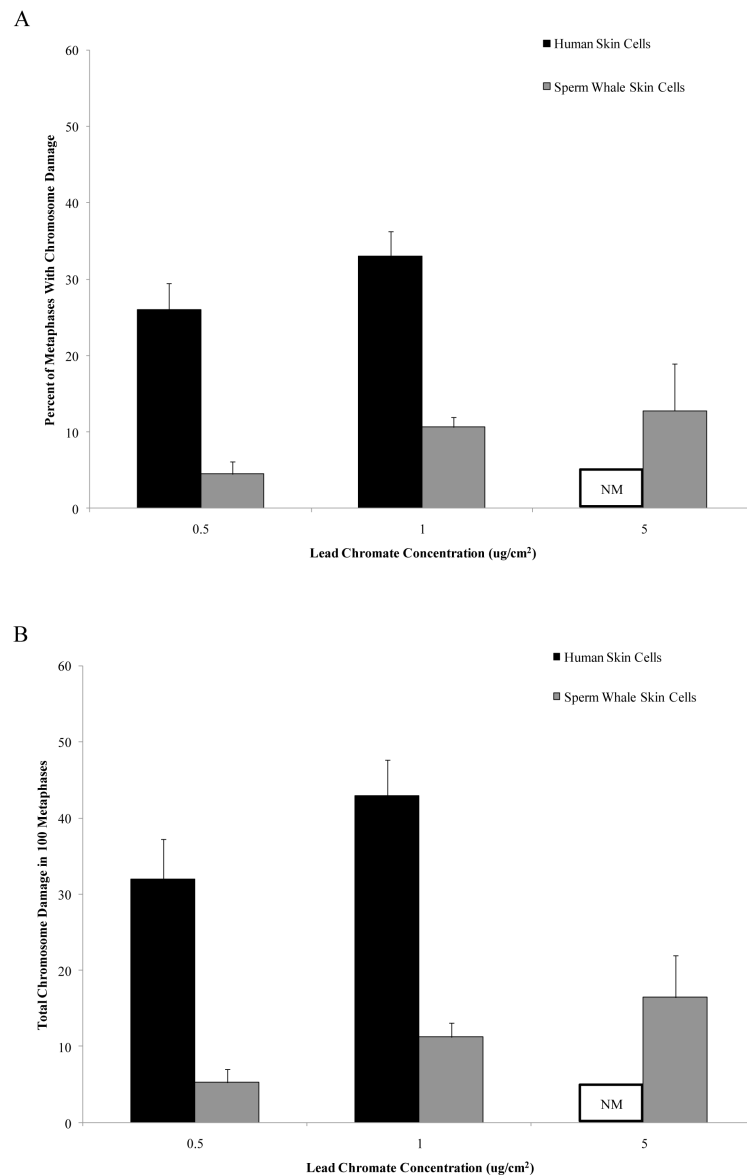 A
Human Skin Cells
Sperm Whale Skin Cells
60
50
40
30
20
10
0
Percent of Metaphases With Chromosome Damage
NM
0.5
1
5
Lead Chromate Concentration (ug/cm²)
B
Human Skin Cells
Sperm Whale Skin Cells
60
50
40
30
20
10
0
Total Chromosome Damage in 100 Metaphases
NM
0.5
1
5
Lead Chromate Concentration (ug/cm²)